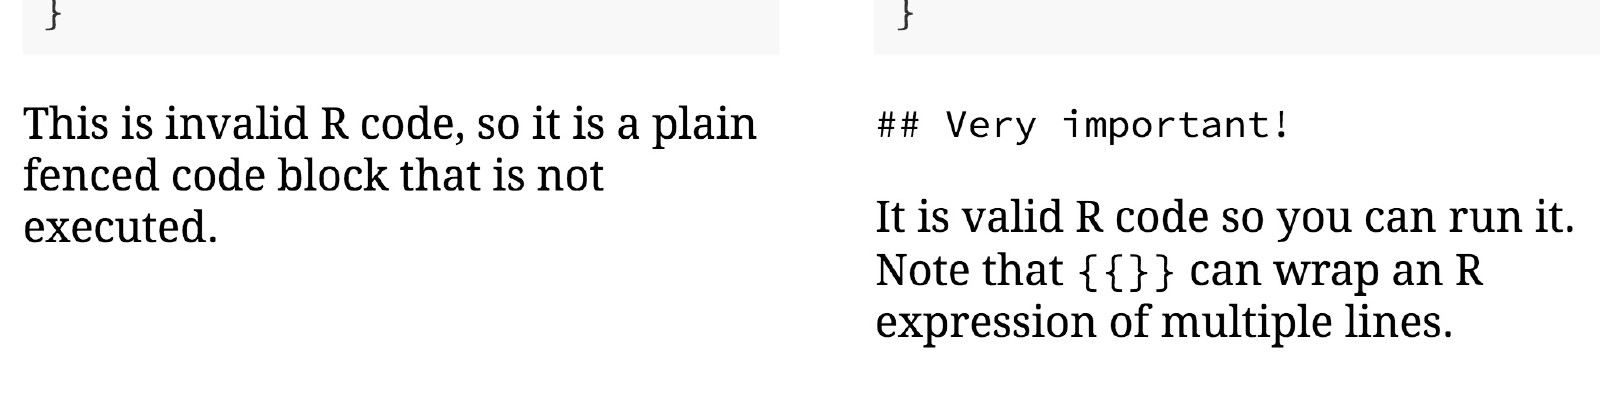 }
This is invalid R code, so it is a plain
fenced code block that is not
executed.
}
## Very important!
It is valid R code so you can run it.
Note that {{}} can wrap an R
expression of multiple lines.